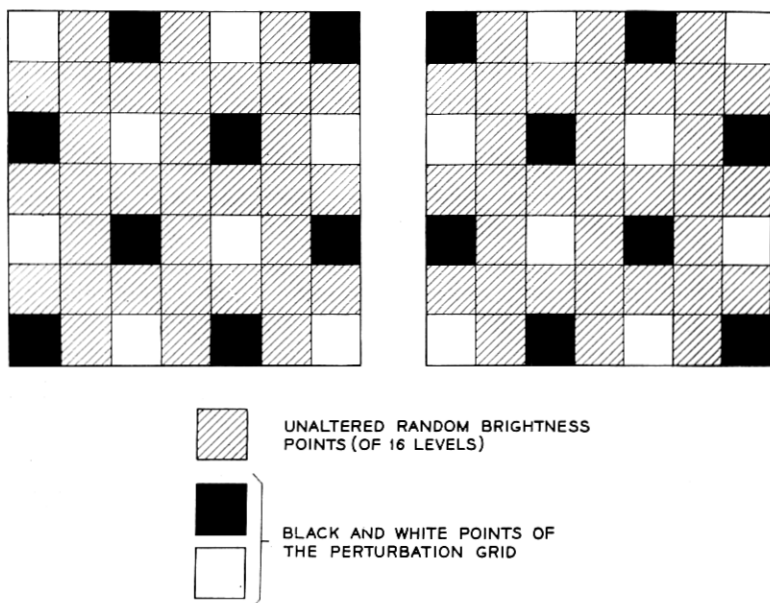 UNALTERED RANDOM BRIGHTNESS
POINTS (OF 16 LEVELS)
BLACK AND WHITE POINTS OF
THE PERTURBATION GRID